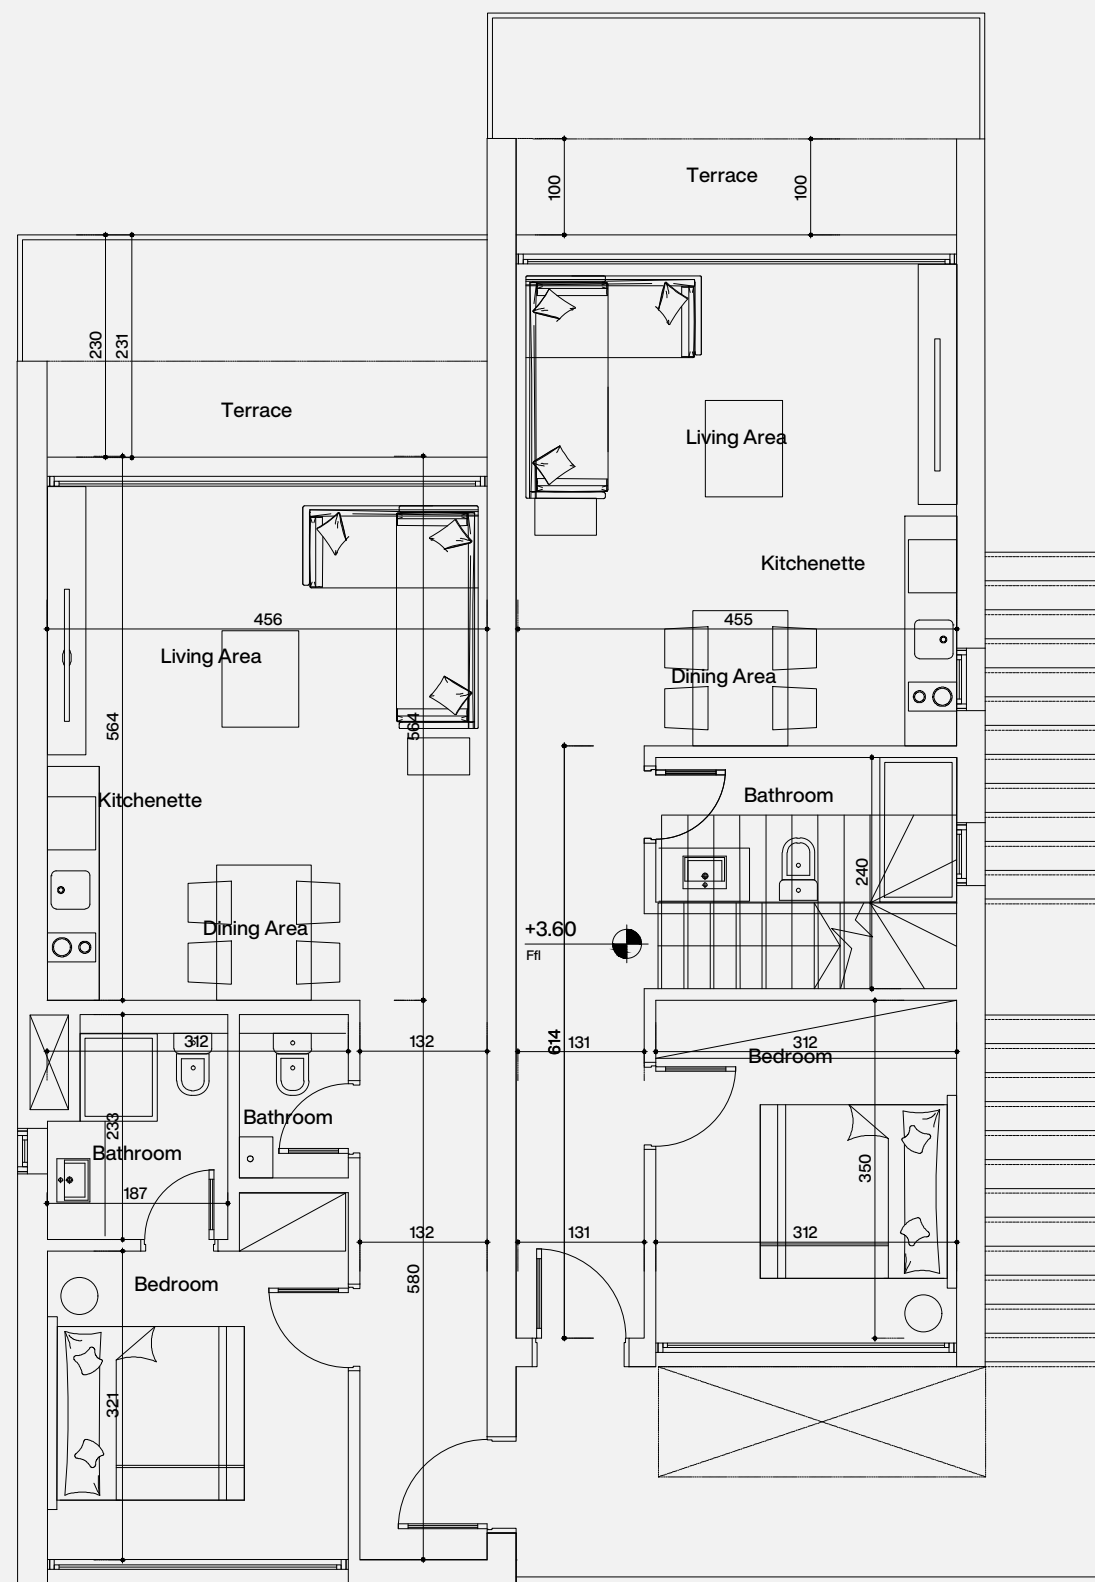 Terrace
100
100
230
231
Terrace
Living Area
Kitchenette
456
455
Living Area
Dining Area
564
564
Kitchenette
Bathroom
240
Dining Area
+3.60
Ffl
312
132
614
131
312
Bedroom
Bathroom
233
Bathroom
350
187
132
131
312
Bedroom
580
321